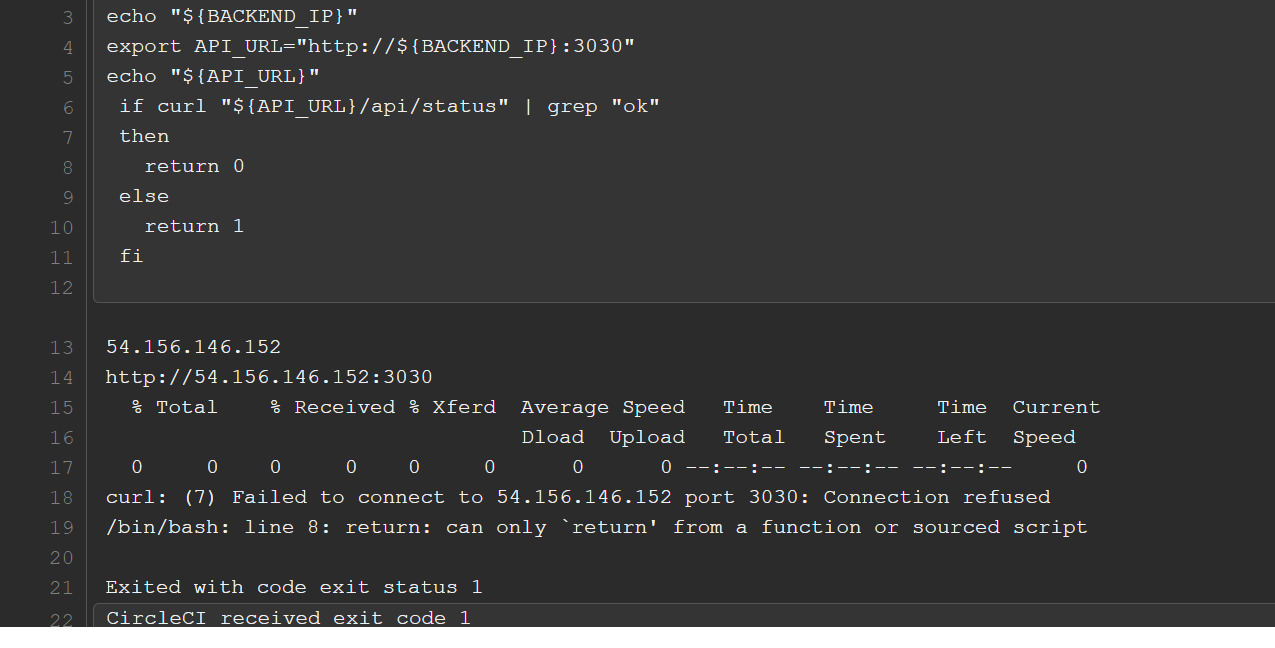 3 echo "${BACKEND_IP}"
4 export API_URL="http://${BACKEND_IP}:3030"
5 echo "${API_URL}"
6 if curl "${API_URL}/api/status" | grep "ok"
7 then
8 return 0
9 else
10 return 1
11 fi
12
13 54.156.146.152
14 http://54.156.146.152:3030
15 % Total % Received % Xferd Average Speed Time Time Time Current
16 Dload Upload Total Spent Left Speed
17 0 0 0 0 0 0 0 0 --:--:-- --:--:-- --:--:-- 0
18 curl: (7) Failed to connect to 54.156.146.152 port 3030: Connection refused
19 /bin/bash: line 8: return: can only `return' from a function or sourced script
20
21 Exited with code exit status 1
22 CircleCI received exit code 1